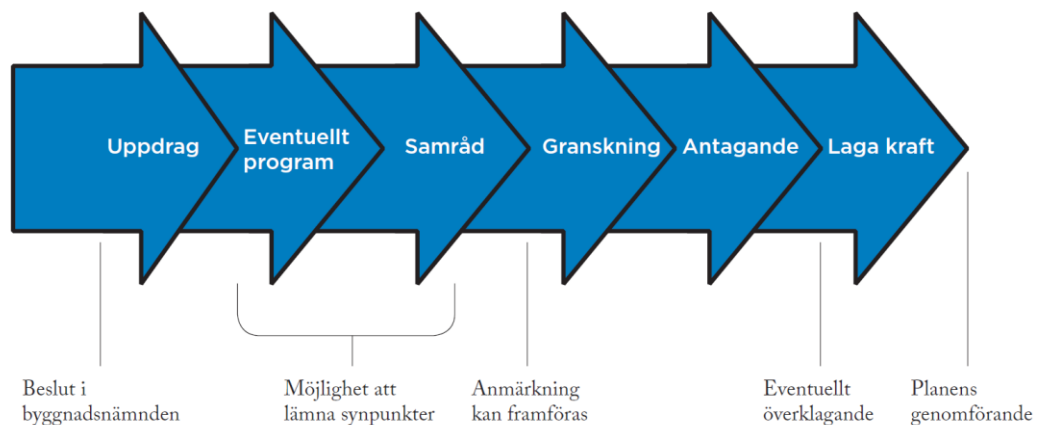 Uppdrag
Eventuellt
program
Samråd
Granskning
Antagande
Laga kraft
Beslut i
byggnadsnämnden
Möjlighet att
lämna synpunkter
Anmärkning
kan framföras
Eventuellt
överklagande
Planens
genomförande